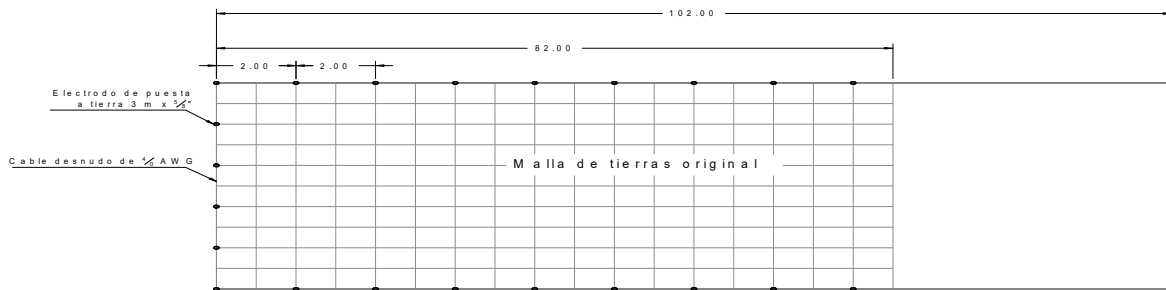 102.00
82.00
2.00 2.00
Electrodo de puesta
a tierra 3 m x 5/8"
Cable desnudo de 4/0 AWG
Malla de tierras original